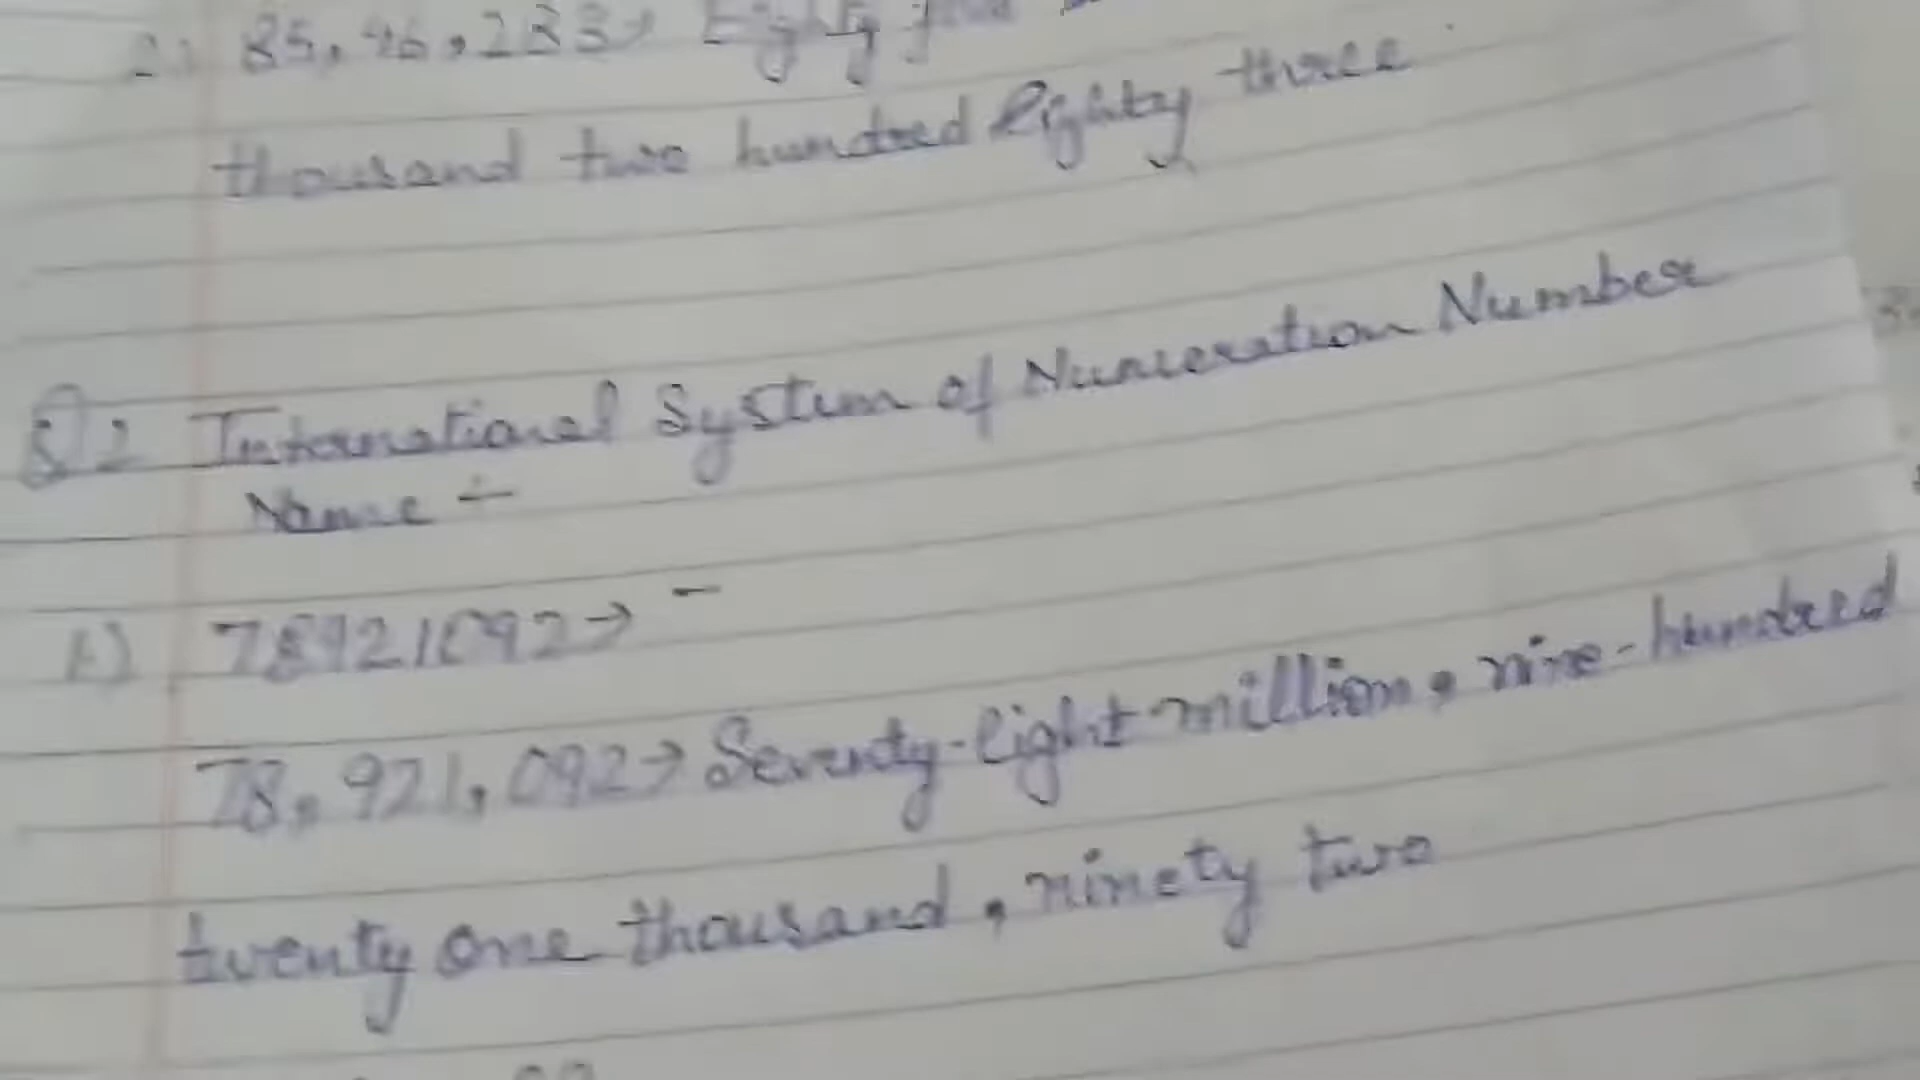 2) 85,46,283→ Eighty five
thousand two hundred Eighty three
Q2 International System of Numeration Number
Name ÷
1) 78921092→ –
78,921,092→ Seventy-Eight million, nine-hundred
twenty one thousand, ninety two